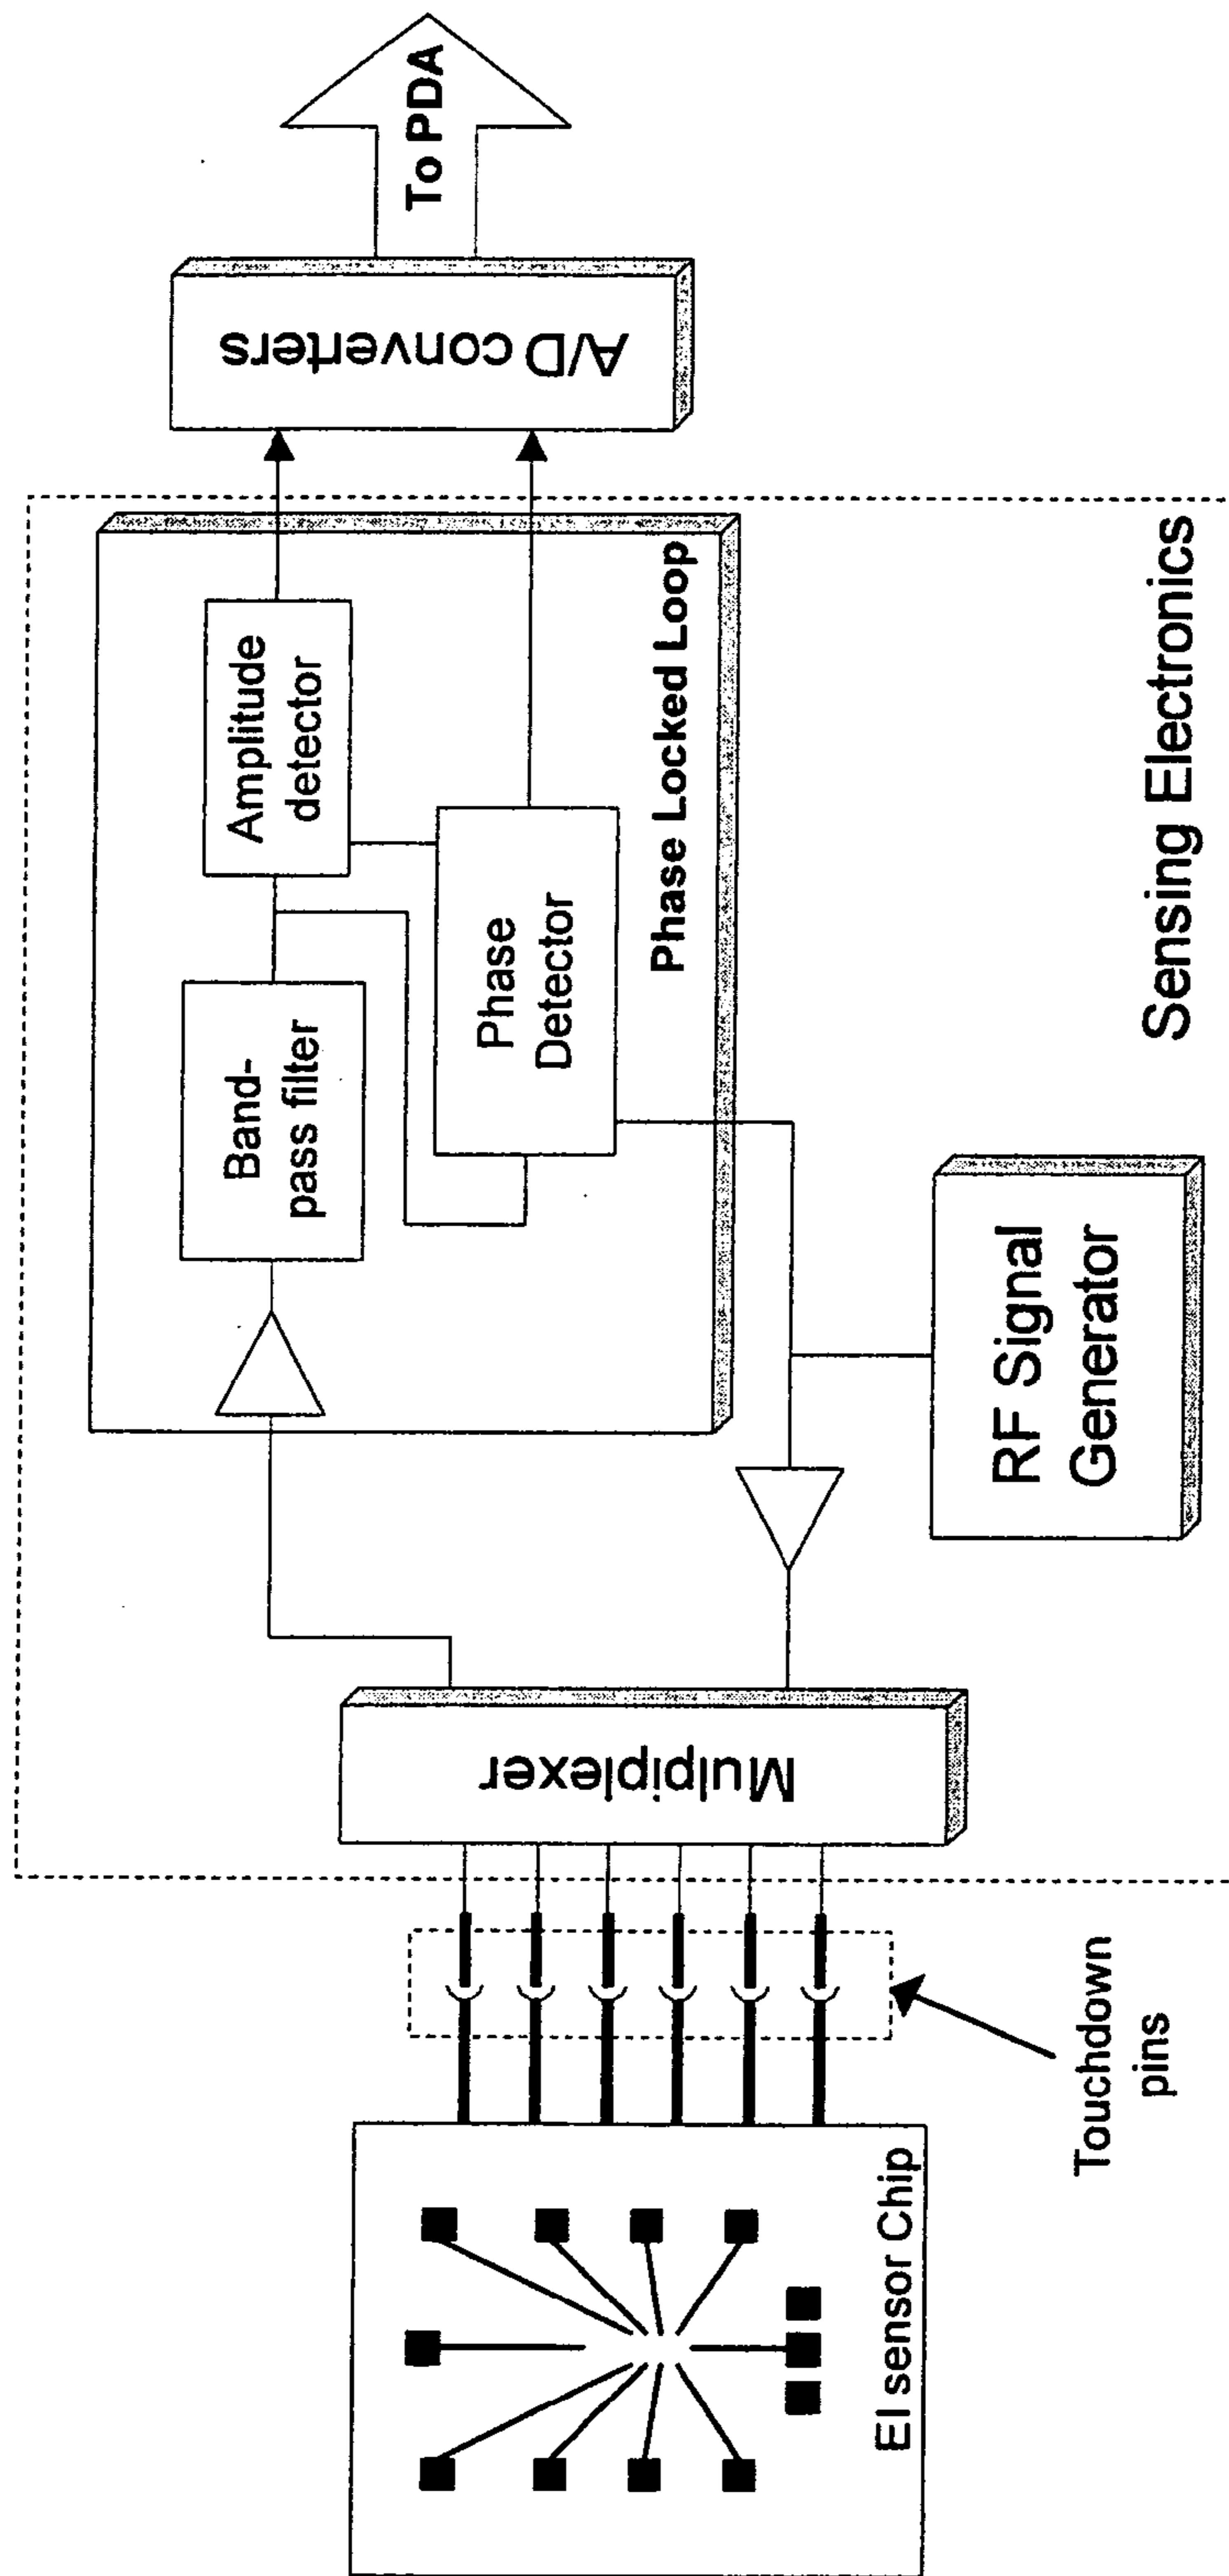 EI sensor Chip
Touchdown
pins
Mulpiplexer
Band-
pass filter
Amplitude
detector
Phase
Detector
Phase Locked Loop
RF Signal
Generator
Sensing Electronics
A/D converters
To PDA